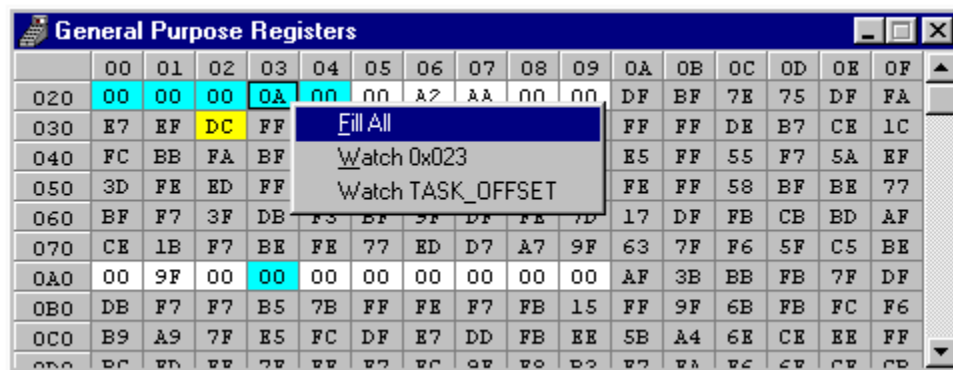 General Purpose Registers
00 01 02 03 04 05 06 07 08 09 0A 0B 0C 0D 0E 0F
020 00 00 00 0A 00 00 A2 AA 00 00 DF BF 7E 75 DF FA
030 E7 EF DC FF Fill All FF FF DE B7 CE 1C
040 FC BB FA BF Watch 0x023 E5 FF 55 F7 5A EF
050 3D FE ED FF Watch TASK_OFFSET FE FF 58 BF BE 77
060 BF F7 3F DB F3 BF 9F DF FE 7D 17 DF FB CB BD AF
070 CE 1B F7 BE FE 77 ED D7 A7 9F 63 7F F6 5F C5 BE
0A0 00 9F 00 00 00 00 00 00 00 00 AF 3B BB FB 7F DF
0B0 DB F7 F7 B5 7B FF FE F7 FB 15 FF 9F 6B FB FC F6
0C0 B9 A9 7F E5 FC DF E7 DD FB EE 5B A4 6E CE EE FF